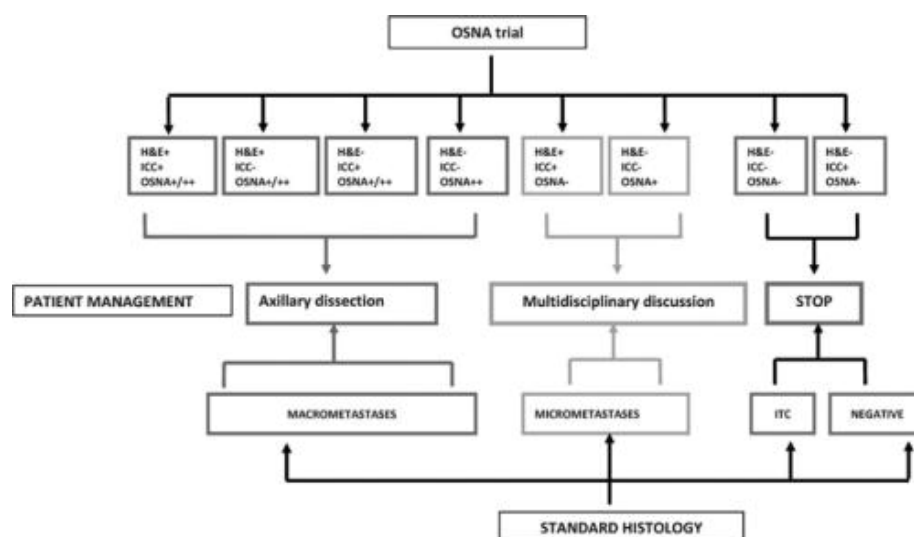 OSNA trial
H&E+
ICC+
OSNA+/++
H&E+
ICC-
OSNA+/++
H&E-
ICC+
OSNA+/++
H&E-
ICC-
OSNA++
H&E+
ICC+
OSNA-
H&E-
ICC-
OSNA+
H&E-
ICC-
OSNA-
H&E-
ICC+
OSNA-
PATIENT MANAGEMENT
Axillary dissection
Multidisciplinary discussion
STOP
MACROMETASTASES
MICROMETASTASES
ITC
NEGATIVE
STANDARD HISTOLOGY